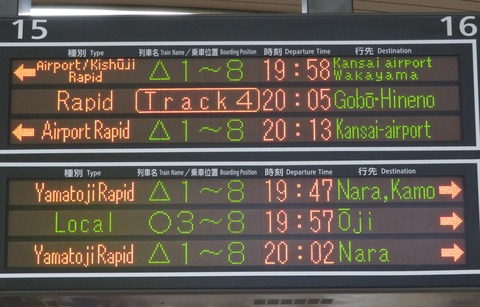 15 16
種別 Type 列車名 Train Name / 乗車位置 Boarding Position 時刻 Departure Time 行先 Destination
← Airport/Kishūji Rapid △1～8 19:58 Kansai airport Wakayama
Rapid Track4 20:05 Gobō·Hineno
← Airport Rapid △1～8 20:13 Kansai-airport
種別 Type 列車名 Train Name / 乗車位置 Boarding Position 時刻 Departure Time 行先 Destination
Yamatoji Rapid △1～8 19:47 Nara,Kamo →
Local ○3～8 19:57 Ōji →
Yamatoji Rapid △1～8 20:02 Nara →